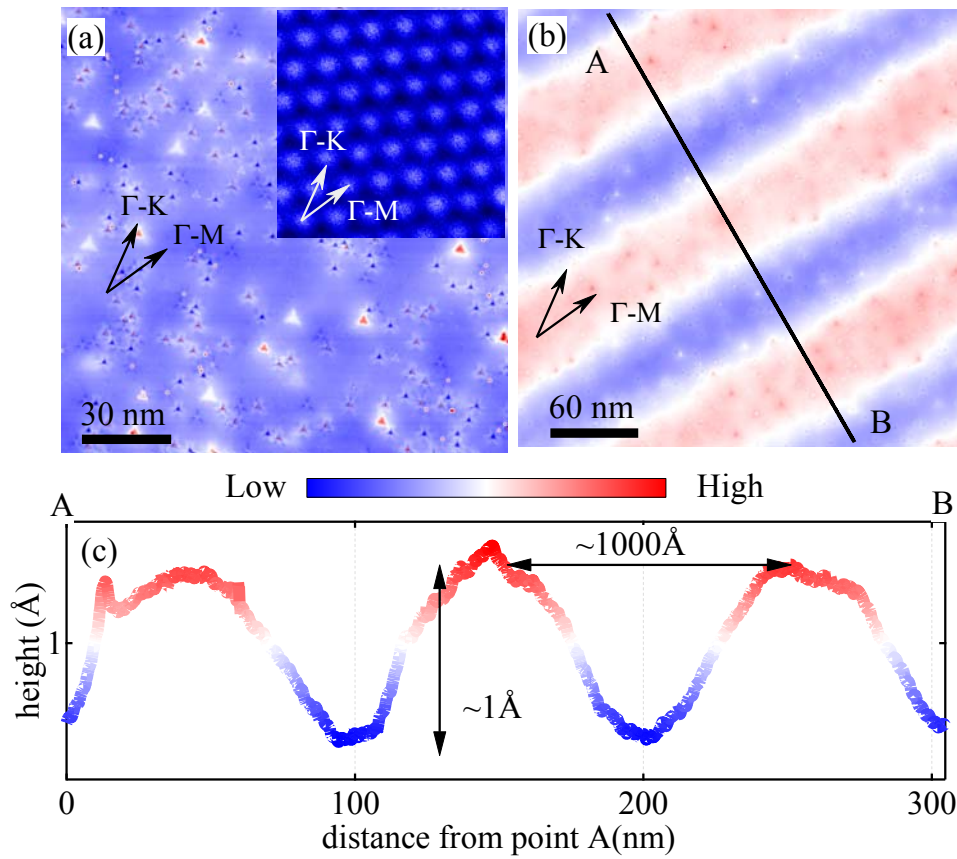 (a)
Γ-K
Γ-M
Γ-K
Γ-M
30 nm
(b)
A
Γ-K
Γ-M
60 nm
B
Low
High
A
B
(c)
~1000Å
~1Å
height (Å)
1
0
100
200
300
distance from point A(nm)